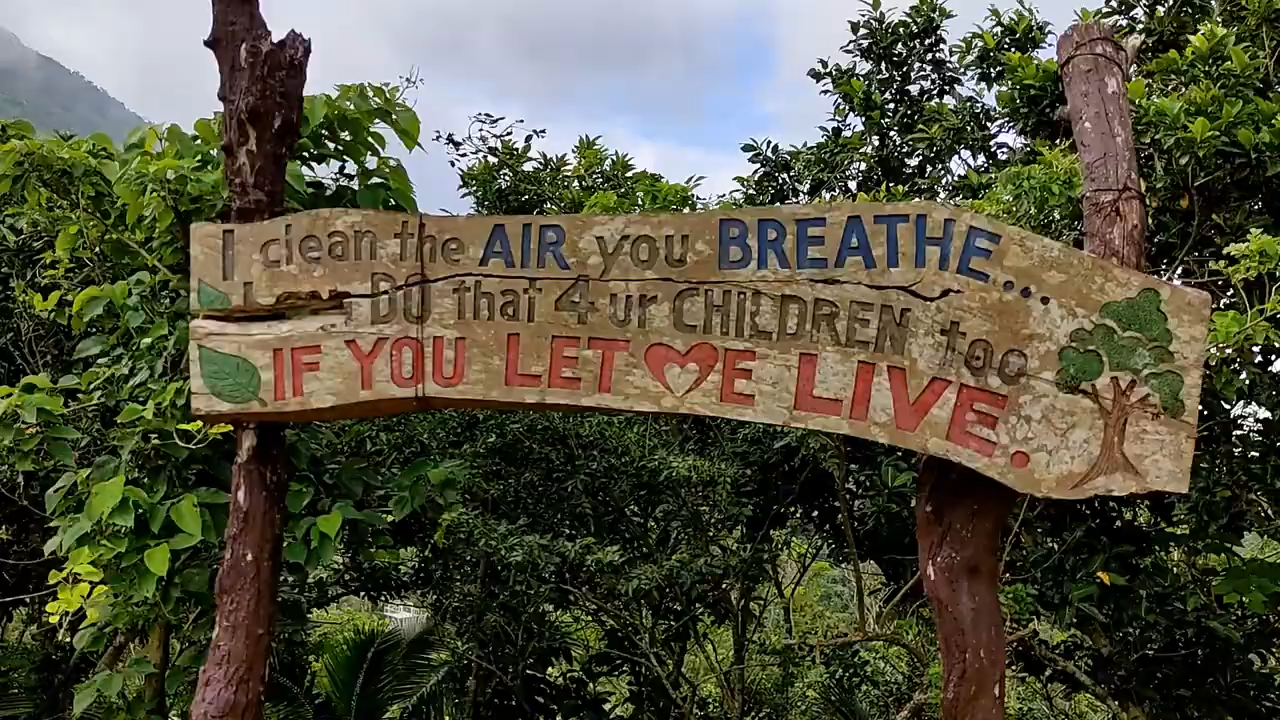 I clean the AIR you BREATHE...
DO that 4 ur CHILDREN too
IF YOU LET ME LIVE.